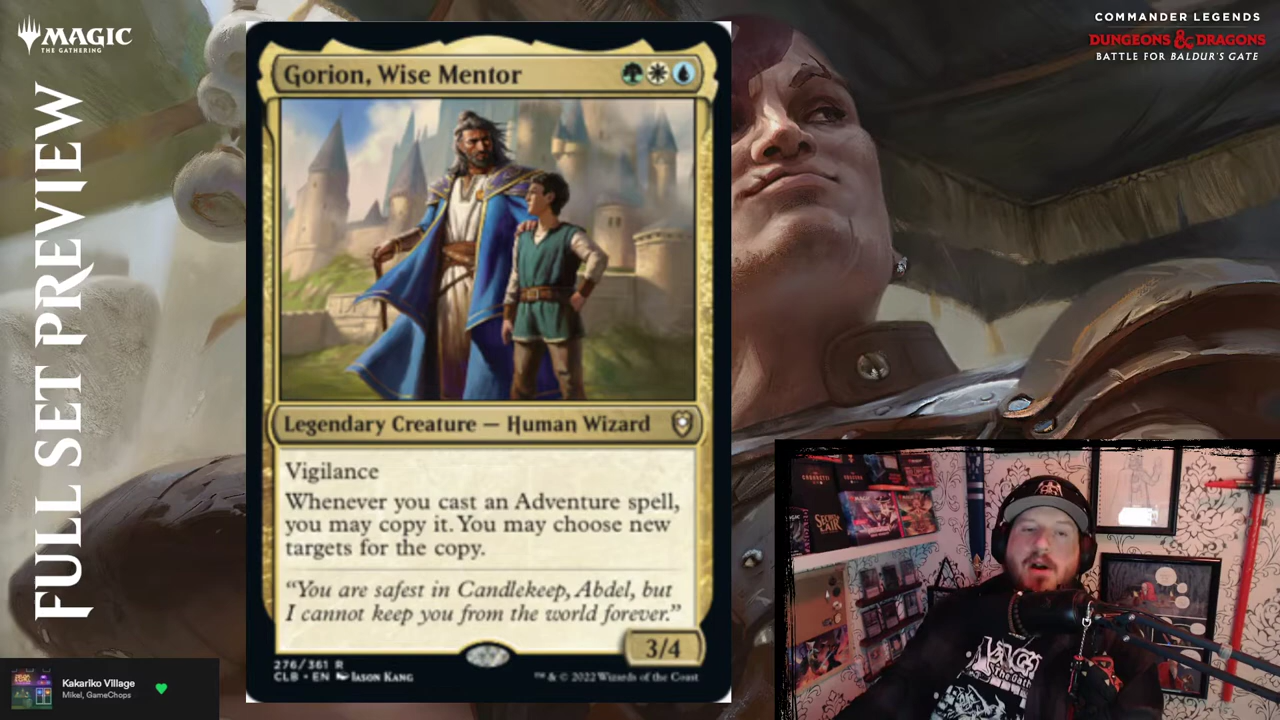 MAGIC
THE GATHERING
FULL SET PREVIEW
COMMANDER LEGENDS
DUNGEONS & DRAGONS
BATTLE FOR BALDUR'S GATE
Gorion, Wise Mentor
Legendary Creature — Human Wizard
Vigilance
Whenever you cast an Adventure spell,
you may copy it. You may choose new
targets for the copy.
"You are safest in Candlekeep, Abdel, but
I cannot keep you from the world forever."
3/4
276/361 R
CLB • EN JASON KANG
™ & © 2022 Wizards of the Coast
Kakariko Village
Mikel, GameChops
SECRET
LAIR